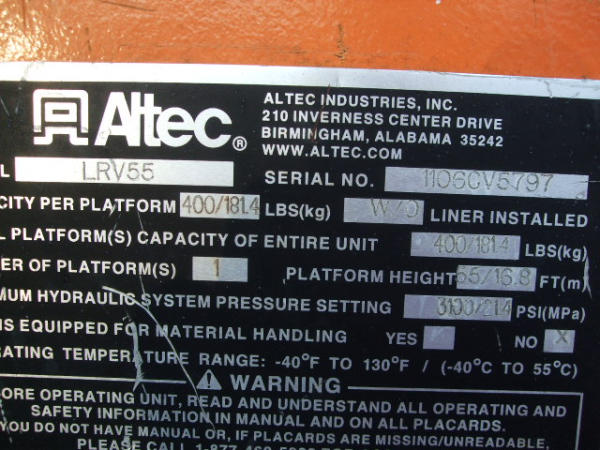 Altec®
ALTEC INDUSTRIES, INC.
210 INVERNESS CENTER DRIVE
BIRMINGHAM, ALABAMA 35242
WWW.ALTEC.COM
L LRV55 SERIAL NO. 1106CV5797
CITY PER PLATFORM 400/181.4 LBS(kg) W/O LINER INSTALLED
L PLATFORM(S) CAPACITY OF ENTIRE UNIT 400/181.4 LBS(kg)
ER OF PLATFORM(S) 1 PLATFORM HEIGHT 55/16.8 FT(m)
MUM HYDRAULIC SYSTEM PRESSURE SETTING 3100/21.4 PSI(MPa)
IS EQUIPPED FOR MATERIAL HANDLING YES NO X
RATING TEMPERATURE RANGE: -40°F TO 130°F / (-40°C TO 55°C)
WARNING
ORE OPERATING UNIT, READ AND UNDERSTAND ALL OPERATING AND
SAFETY INFORMATION IN MANUAL AND ON ALL PLACARDS.
YOU DO NOT HAVE MANUAL OR, IF PLACARDS ARE MISSING/UNREADABLE,
PLEASE CALL 1-877-